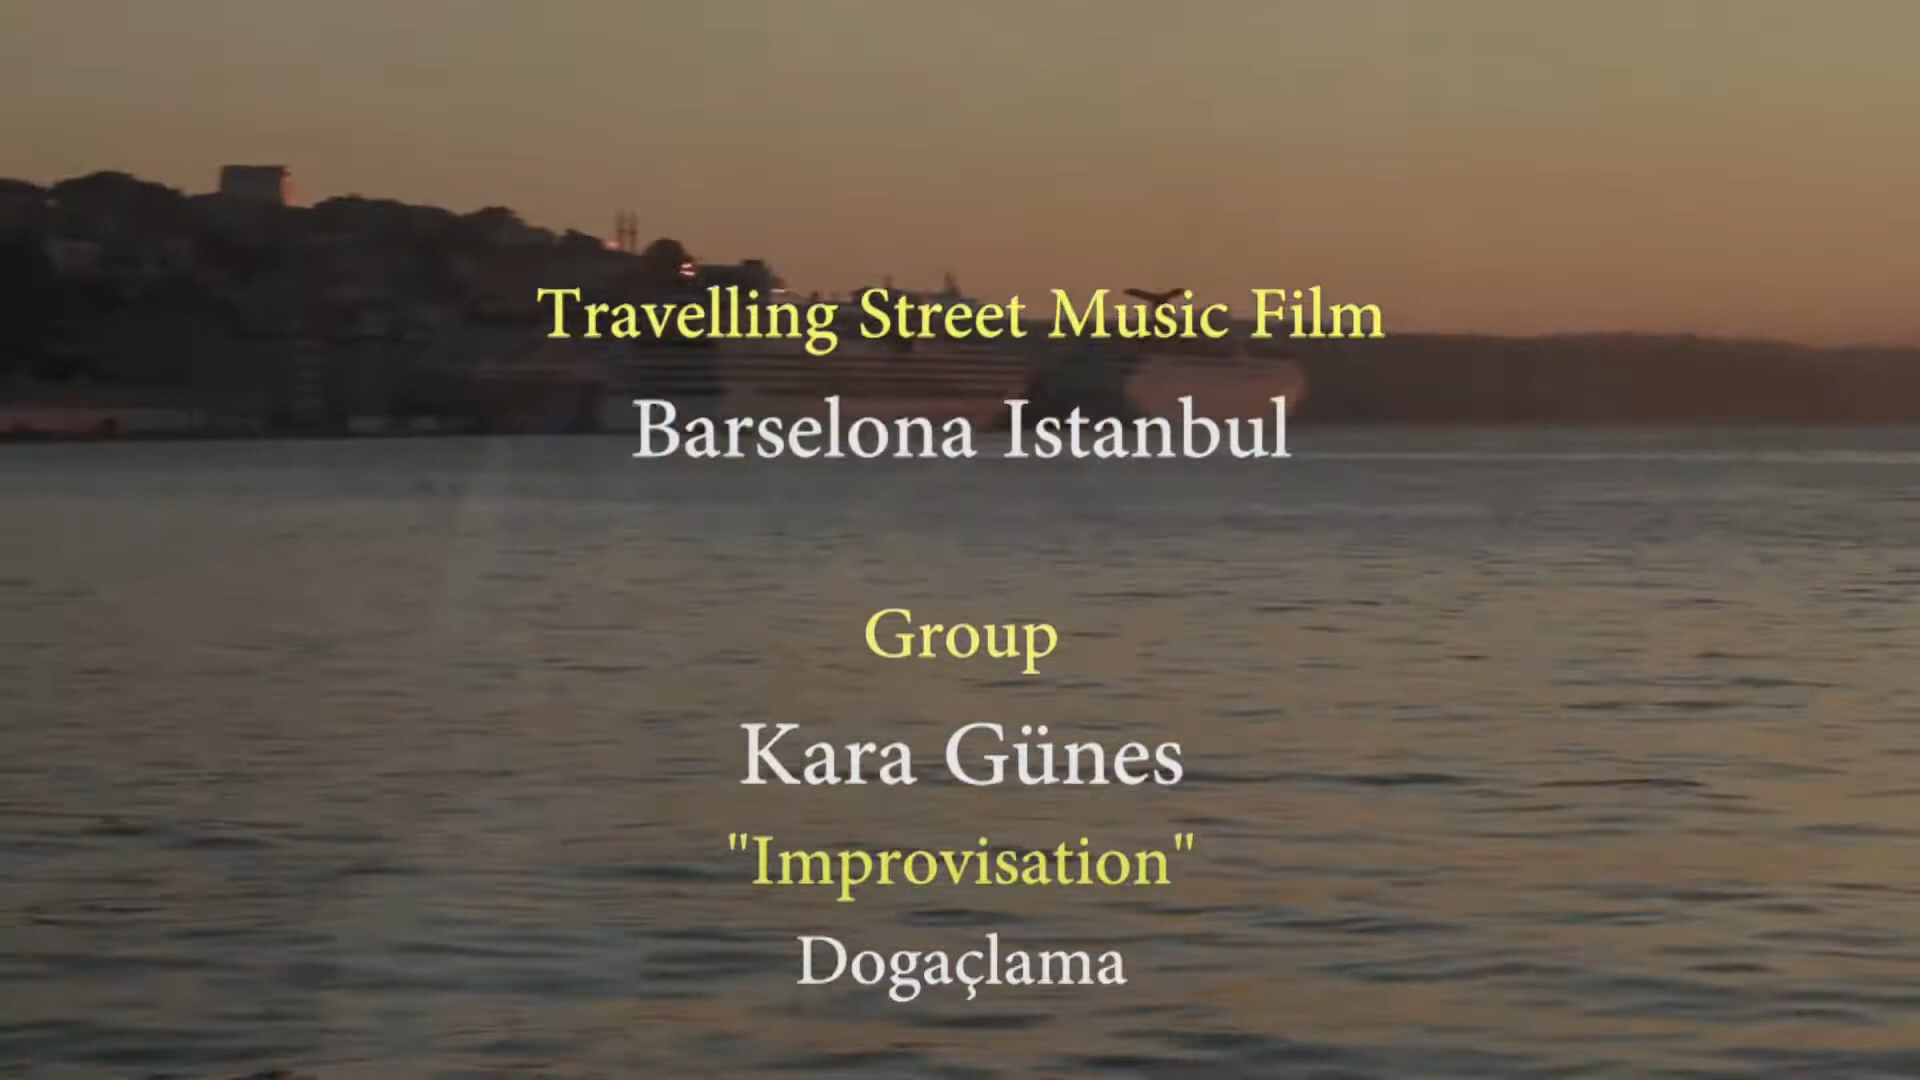 Travelling Street Music Film
Barselona Istanbul
Group
Kara Günes
"Improvisation"
Dogaçlama